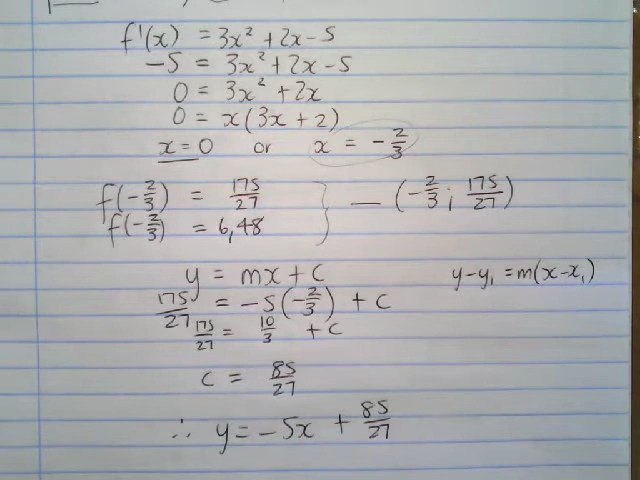 f'(x) = 3x² + 2x - 5
-5 = 3x² + 2x - 5
0 = 3x² + 2x
0 = x(3x + 2)
x = 0 or x = -2/3
f(-2/3) = 175/27 } — (-2/3 ; 175/27)
f(-2/3) = 6,48
y = mx + c y - y₁ = m(x - x₁)
175/27 = -5(-2/3) + c
175/27 = 10/3 + c
c = 85/27
∴ y = -5x + 85/27